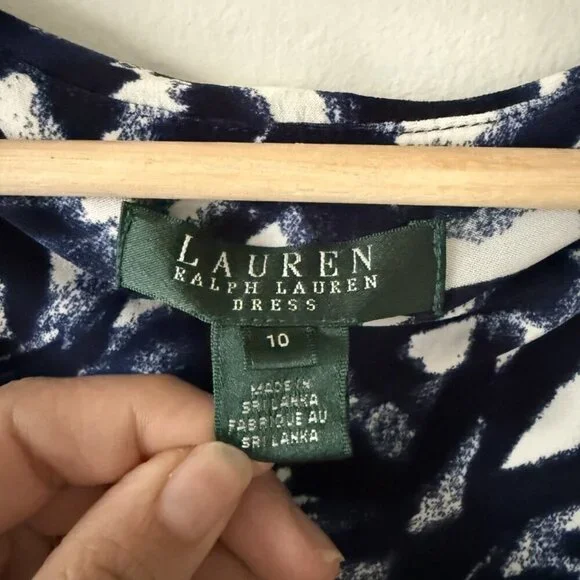 LAUREN
RALPH LAUREN
DRESS
10
MADE IN
SRI LANKA
FABRIQUE AU
SRI LANKA